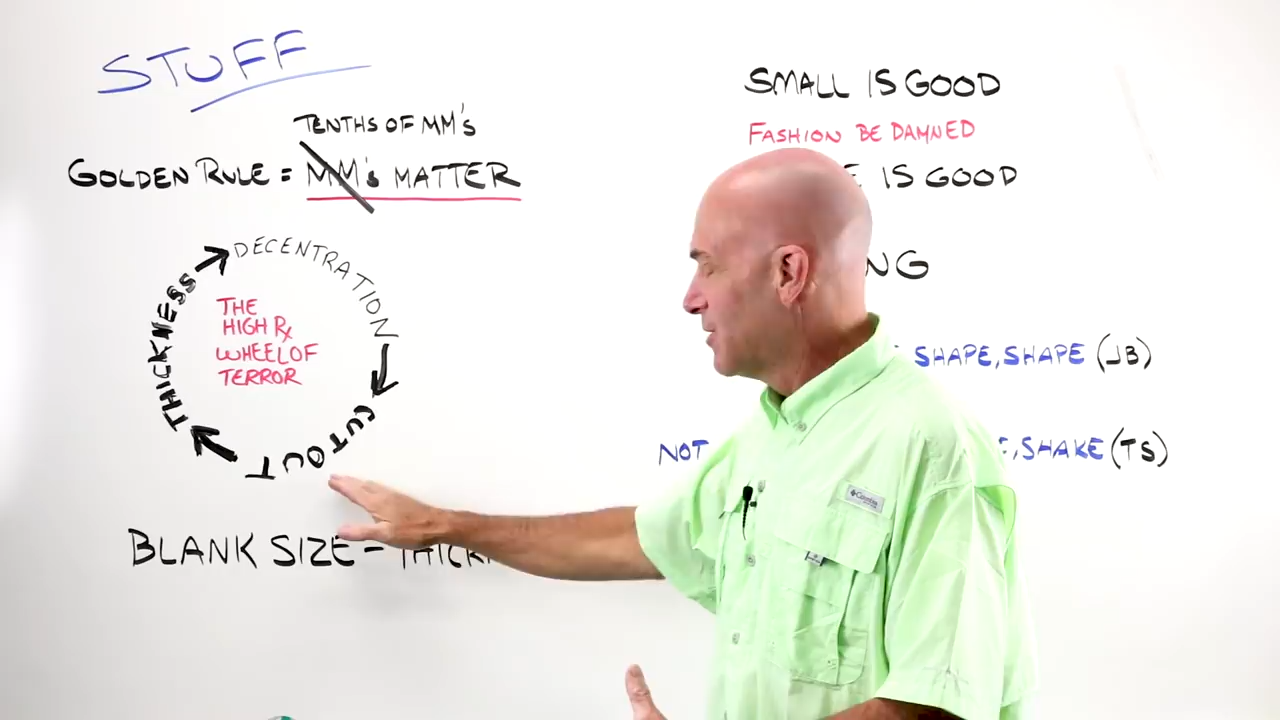 STUFF
TENTHS OF MM'S
GOLDEN RULE = MM's MATTER
DECENTRATION
CUTOUT
THICKNESS
THE
HIGH Rx
WHEEL OF
TERROR
BLANK SIZE =
SMALL IS GOOD
FASHION BE DAMNED
IS GOOD
SHAPE, SHAPE (JB)
NOT SHAKE (TS)
Columbia